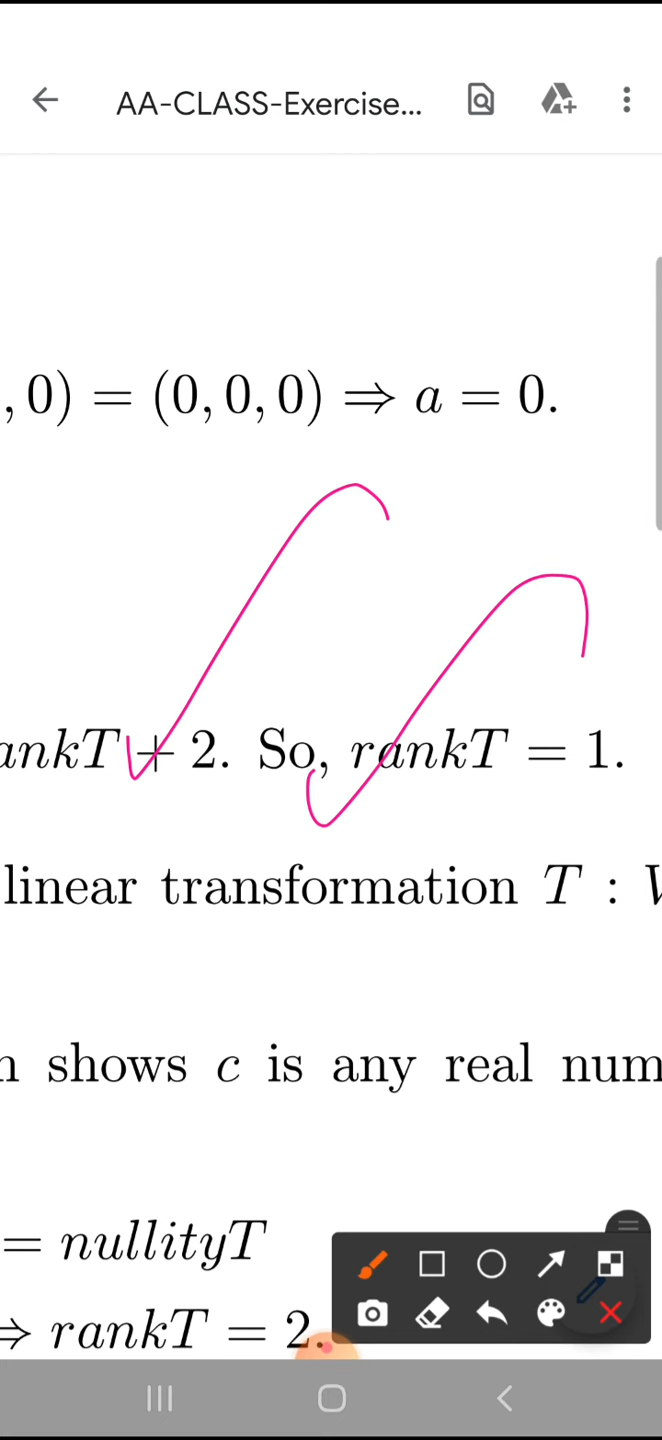 AA-CLASS-Exercise...
, 0) = (0, 0, 0) ⇒ a = 0.
ankT + 2. So, rankT = 1.
linear transformation T :
shows c is any real num
= nullityT
⇒ rankT = 2.